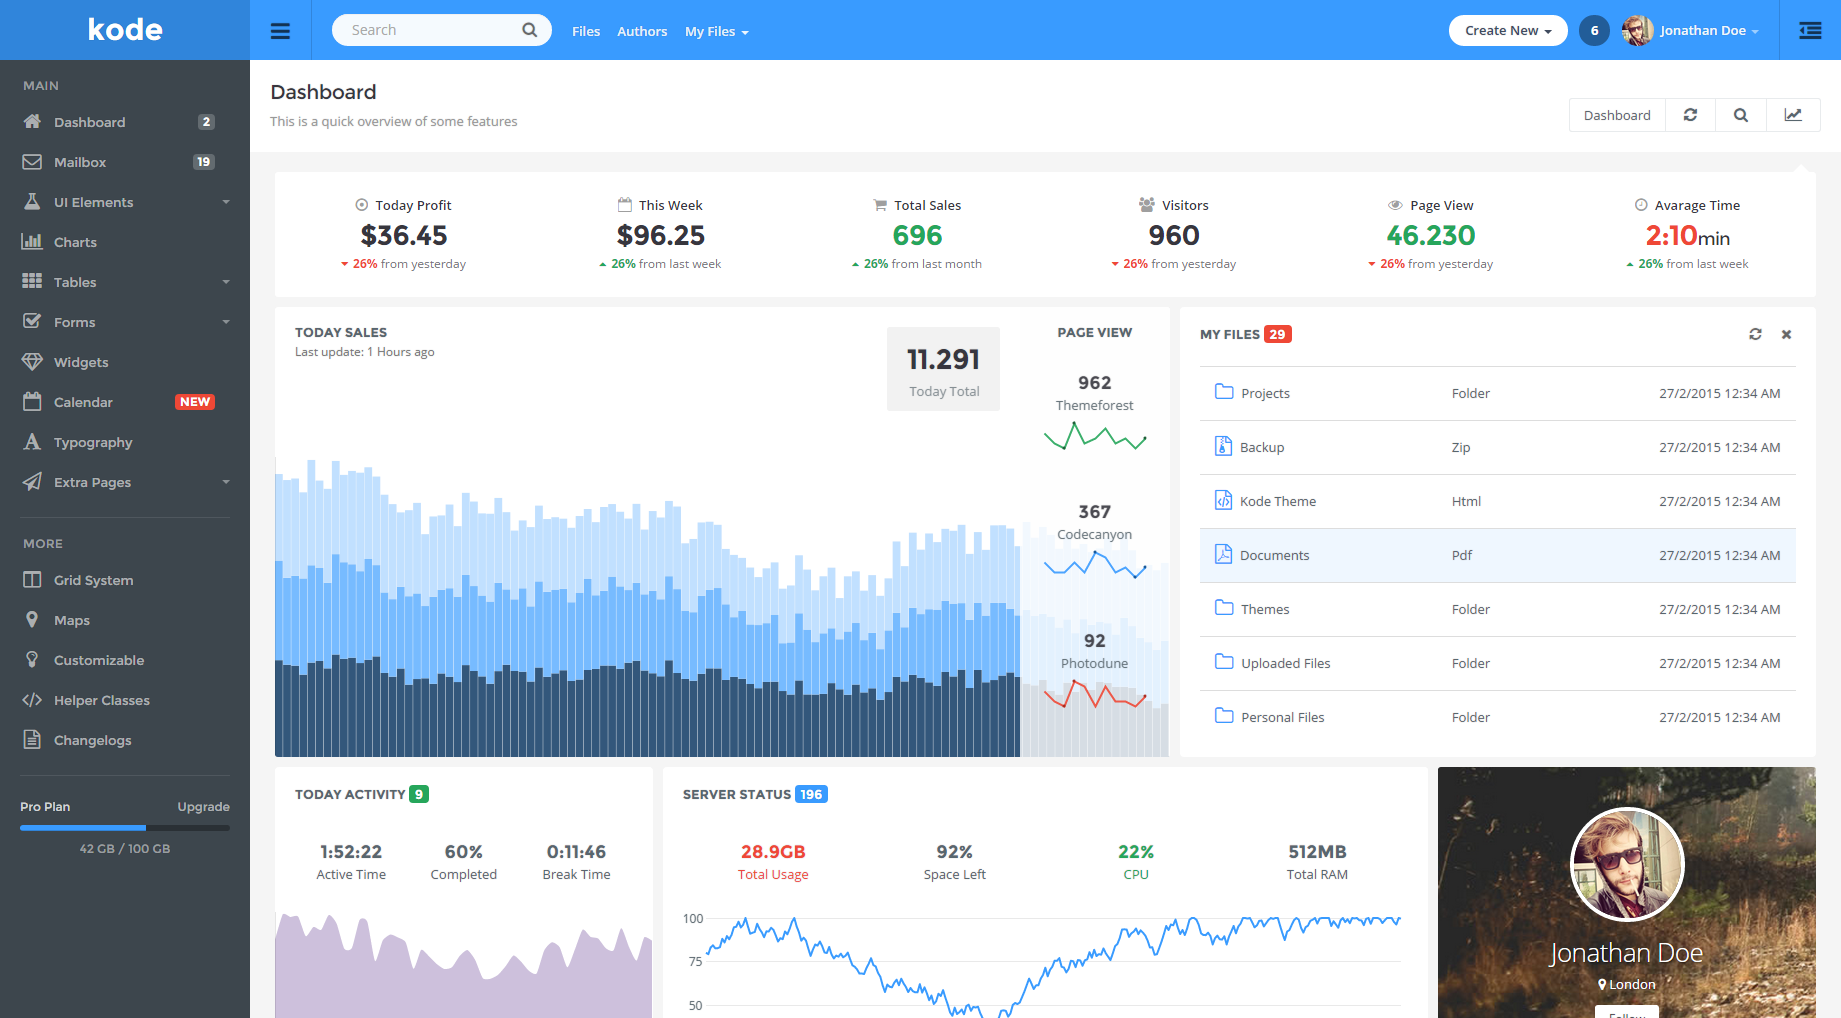 kode
Search
Files
Authors
My Files
Create New
6
Jonathan Doe
MAIN
Dashboard 2
Mailbox 19
UI Elements
Charts
Tables
Forms
Widgets
Calendar NEW
Typography
Extra Pages
MORE
Grid System
Maps
Customizable
Helper Classes
Changelogs
Pro Plan Upgrade
42 GB / 100 GB
Dashboard
This is a quick overview of some features
Dashboard
Today Profit
$36.45
26% from yesterday
This Week
$96.25
26% from last week
Total Sales
696
26% from last month
Visitors
960
26% from yesterday
Page View
46.230
26% from yesterday
Avarage Time
2:10min
26% from last week
TODAY SALES
Last update: 1 Hours ago
11.291
Today Total
PAGE VIEW
962
Themeforest
367
Codecanyon
92
Photodune
MY FILES 29
Projects Folder 27/2/2015 12:34 AM
Backup Zip 27/2/2015 12:34 AM
Kode Theme Html 27/2/2015 12:34 AM
Documents Pdf 27/2/2015 12:34 AM
Themes Folder 27/2/2015 12:34 AM
Uploaded Files Folder 27/2/2015 12:34 AM
Personal Files Folder 27/2/2015 12:34 AM
TODAY ACTIVITY 9
1:52:22
Active Time
60%
Completed
0:11:46
Break Time
SERVER STATUS 196
28.9GB
Total Usage
92%
Space Left
22%
CPU
512MB
Total RAM
100
75
50
Jonathan Doe
London
Follow